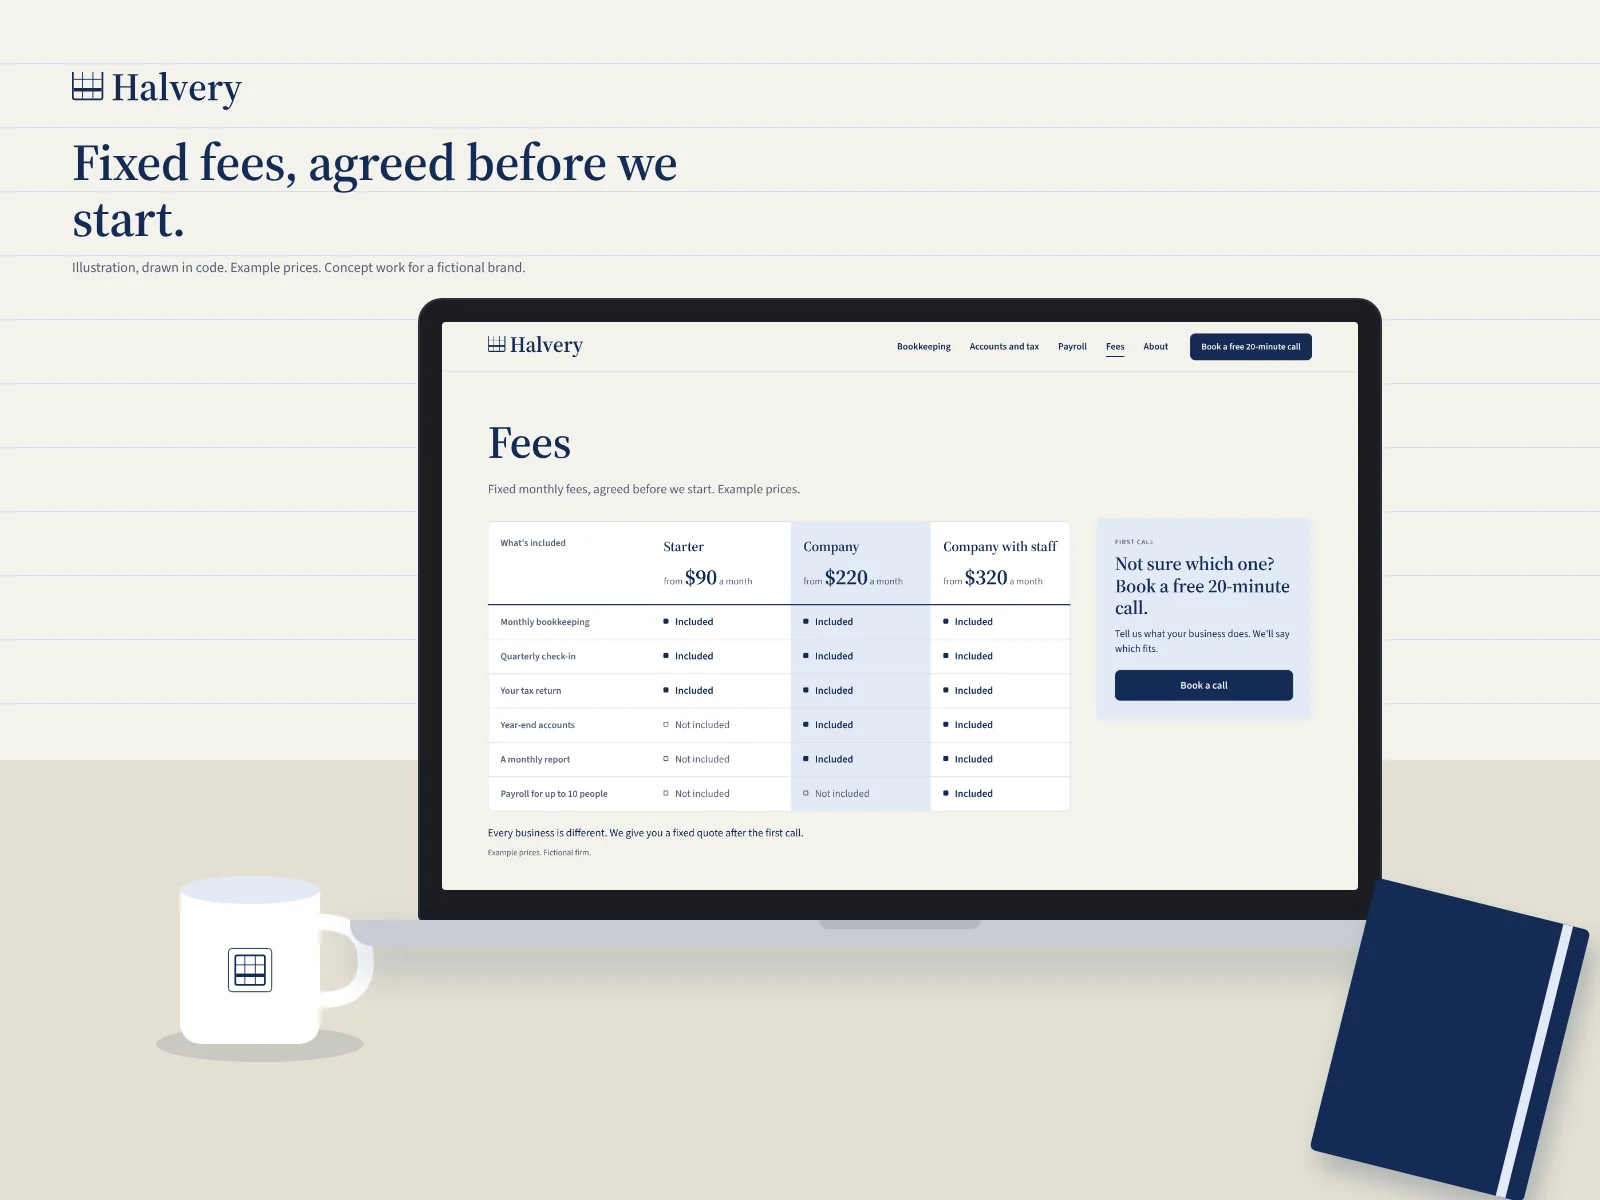 Halvery
Fixed fees, agreed before we
start.
Illustration, drawn in code. Example prices. Concept work for a fictional brand.
Halvery
Bookkeeping Accounts and tax Payroll Fees About Book a free 20-minute call
Fees
Fixed monthly fees, agreed before we start. Example prices.
What's included Starter Company Company with staff
from $90 a month from $220 a month from $320 a month
Monthly bookkeeping Included Included Included
Quarterly check-in Included Included Included
Your tax return Included Included Included
Year-end accounts Not included Included Included
A monthly report Not included Included Included
Payroll for up to 10 people Not included Not included Included
Every business is different. We give you a fixed quote after the first call.
Example prices. Fictional firm.
FIRST CALL
Not sure which one?
Book a free 20-minute
call.
Tell us what your business does. We'll say
which fits.
Book a call